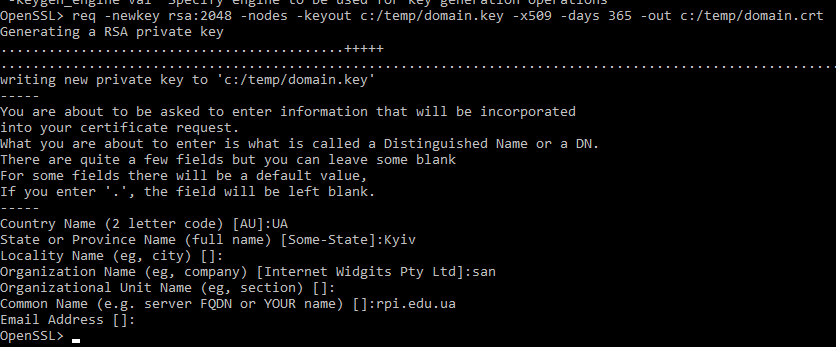 -keygen_engine val  Specify engine to be used for key generation operations
OpenSSL> req -newkey rsa:2048 -nodes -keyout c:/temp/domain.key -x509 -days 365 -out c:/temp/domain.crt
Generating a RSA private key
...........................................+++++
.........................................................................................................
writing new private key to 'c:/temp/domain.key'
-----
You are about to be asked to enter information that will be incorporated
into your certificate request.
What you are about to enter is what is called a Distinguished Name or a DN.
There are quite a few fields but you can leave some blank
For some fields there will be a default value,
If you enter '.', the field will be left blank.
-----
Country Name (2 letter code) [AU]:UA
State or Province Name (full name) [Some-State]:Kyiv
Locality Name (eg, city) []:
Organization Name (eg, company) [Internet Widgits Pty Ltd]:san
Organizational Unit Name (eg, section) []:
Common Name (e.g. server FQDN or YOUR name) []:rpi.edu.ua
Email Address []:
OpenSSL>